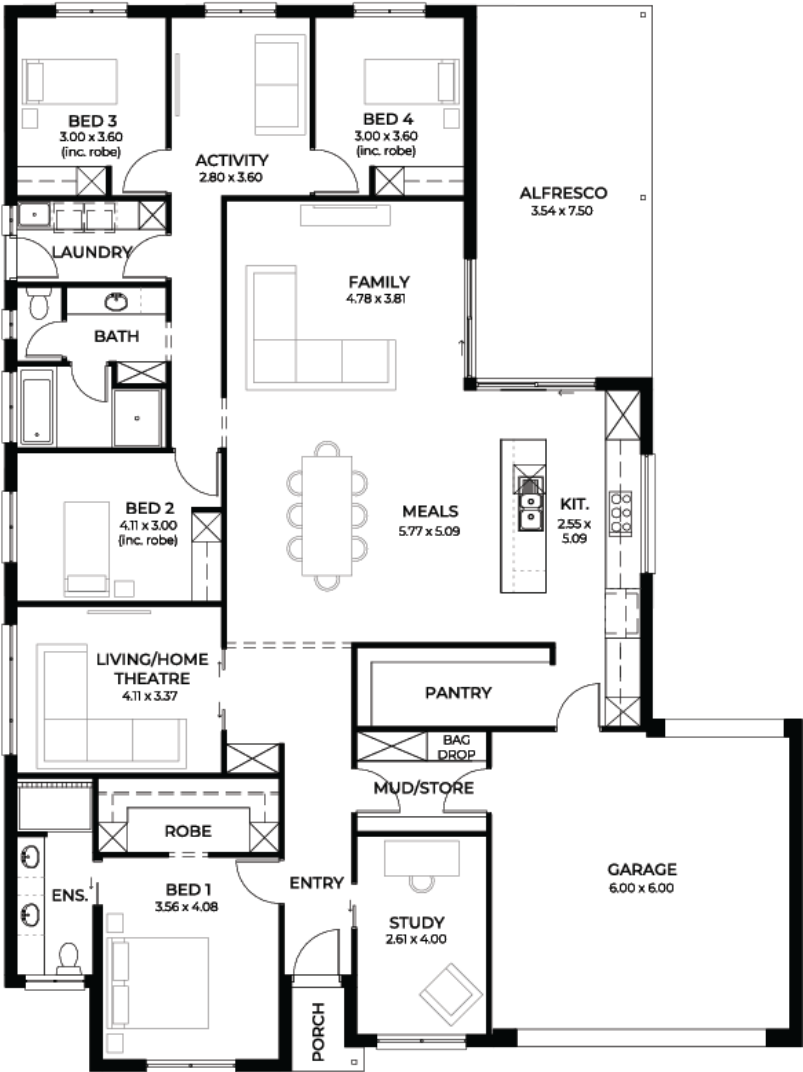 BED 3
3.00 x 3.60
(inc. robe)
ACTIVITY
2.80 x 3.60
BED 4
3.00 x 3.60
(inc. robe)
ALFRESCO
3.54 x 7.50
LAUNDRY
FAMILY
4.78 x 3.81
BATH
BED 2
4.11 x 3.00
(inc. robe)
MEALS
5.77 x 5.09
KIT.
2.55 x
5.09
LIVING/HOME
THEATRE
4.11 x 3.37
PANTRY
BAG
DROP
MUD/STORE
ROBE
GARAGE
6.00 x 6.00
BED 1
3.56 x 4.08
ENS.
ENTRY
STUDY
2.61 x 4.00
PORCH